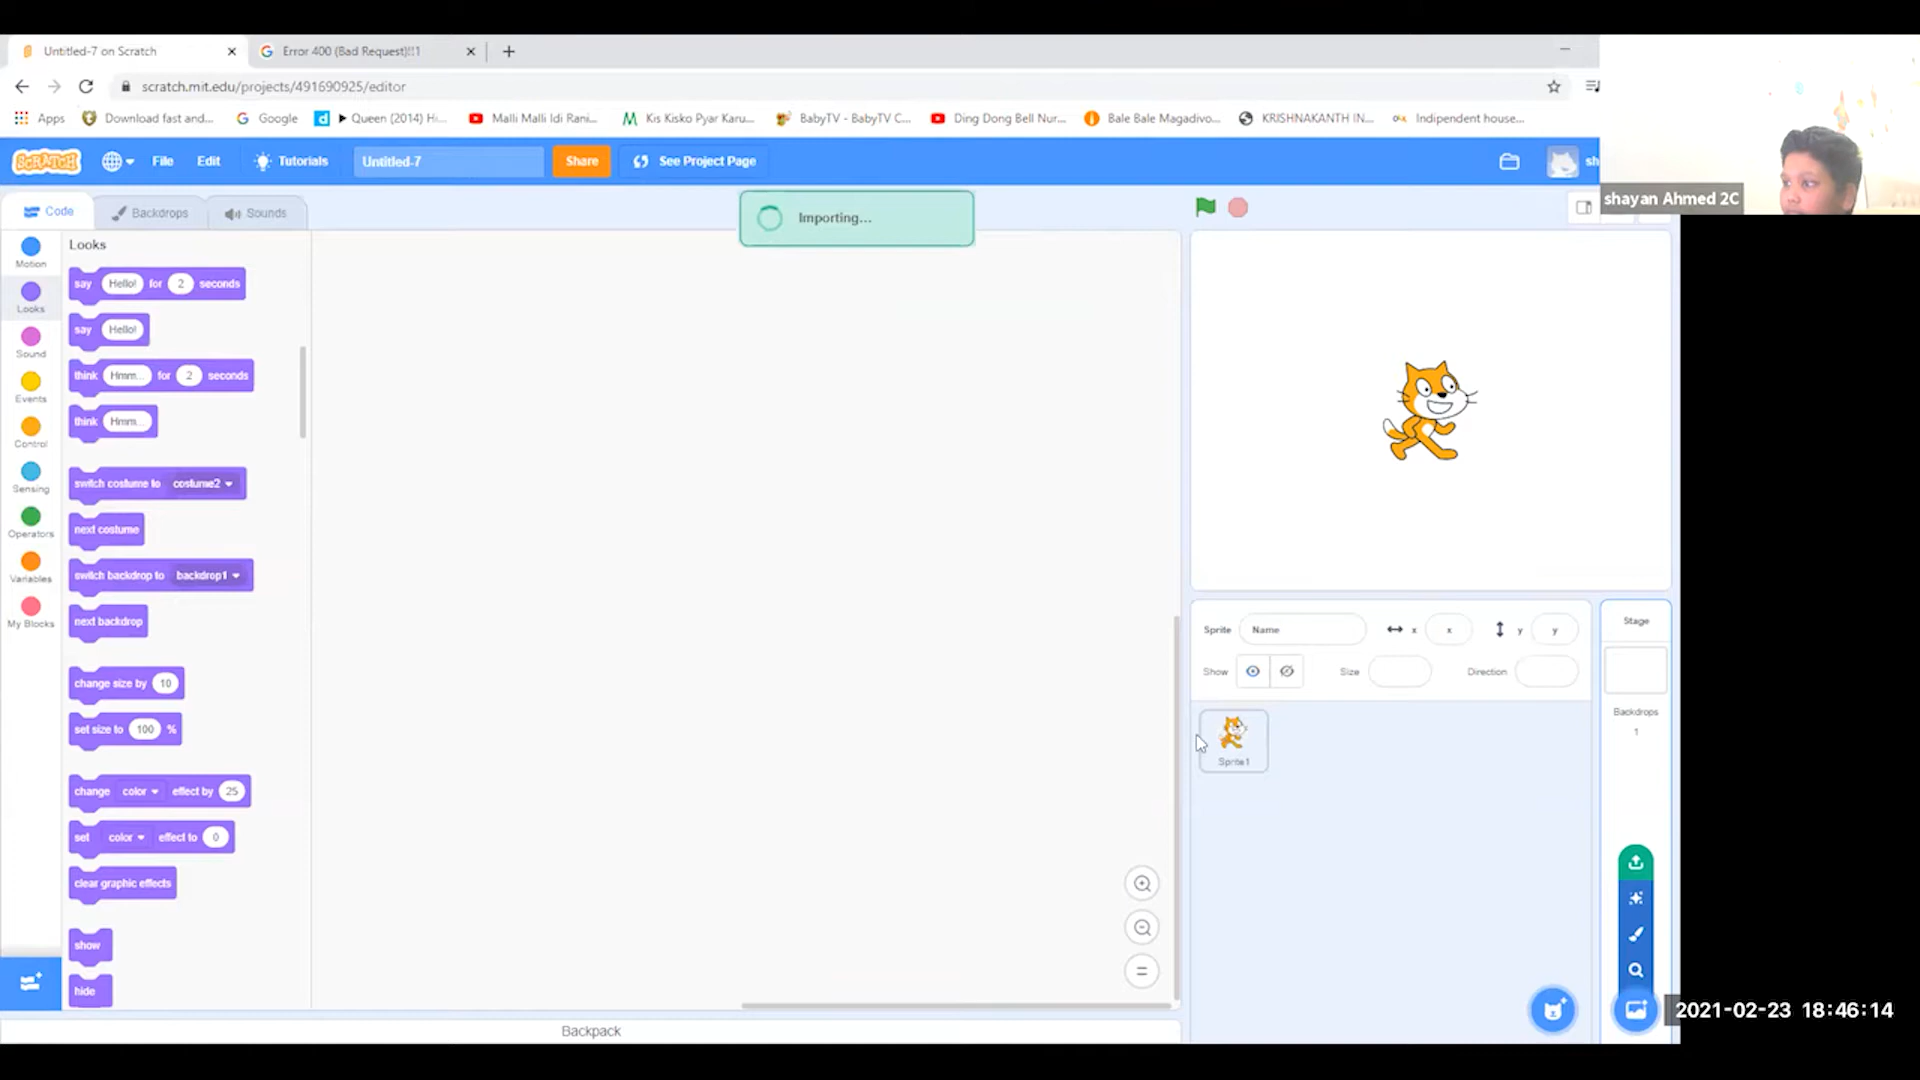 Untitled-7 on Scratch
Error 400 (Bad Request)!!1
scratch.mit.edu/projects/491690925/editor
Apps
Download fast and...
Google
Queen (2014) Hi...
Malli Malli Idi Rani...
Kis Kisko Pyar Karu...
BabyTV - BabyTV C...
Ding Dong Bell Nur...
Bale Bale Magadivo...
KRISHNAKANTH IN...
Indipendent house...
SCRATCH
File
Edit
Tutorials
Untitled-7
Share
See Project Page
sh
shayan Ahmed 2C
Code
Backdrops
Sounds
Importing...
Motion
Looks
Sound
Events
Control
Sensing
Operators
Variables
My Blocks
Looks
say Hello! for 2 seconds
say Hello!
think Hmm... for 2 seconds
think Hmm...
switch costume to costume2
next costume
switch backdrop to backdrop1
next backdrop
change size by 10
set size to 100 %
change color effect by 25
set color effect to 0
clear graphic effects
show
hide
Backpack
Sprite Name x x y y
Show Size Direction
Sprite1
Stage
Backdrops
1
2021-02-23 18:46:14